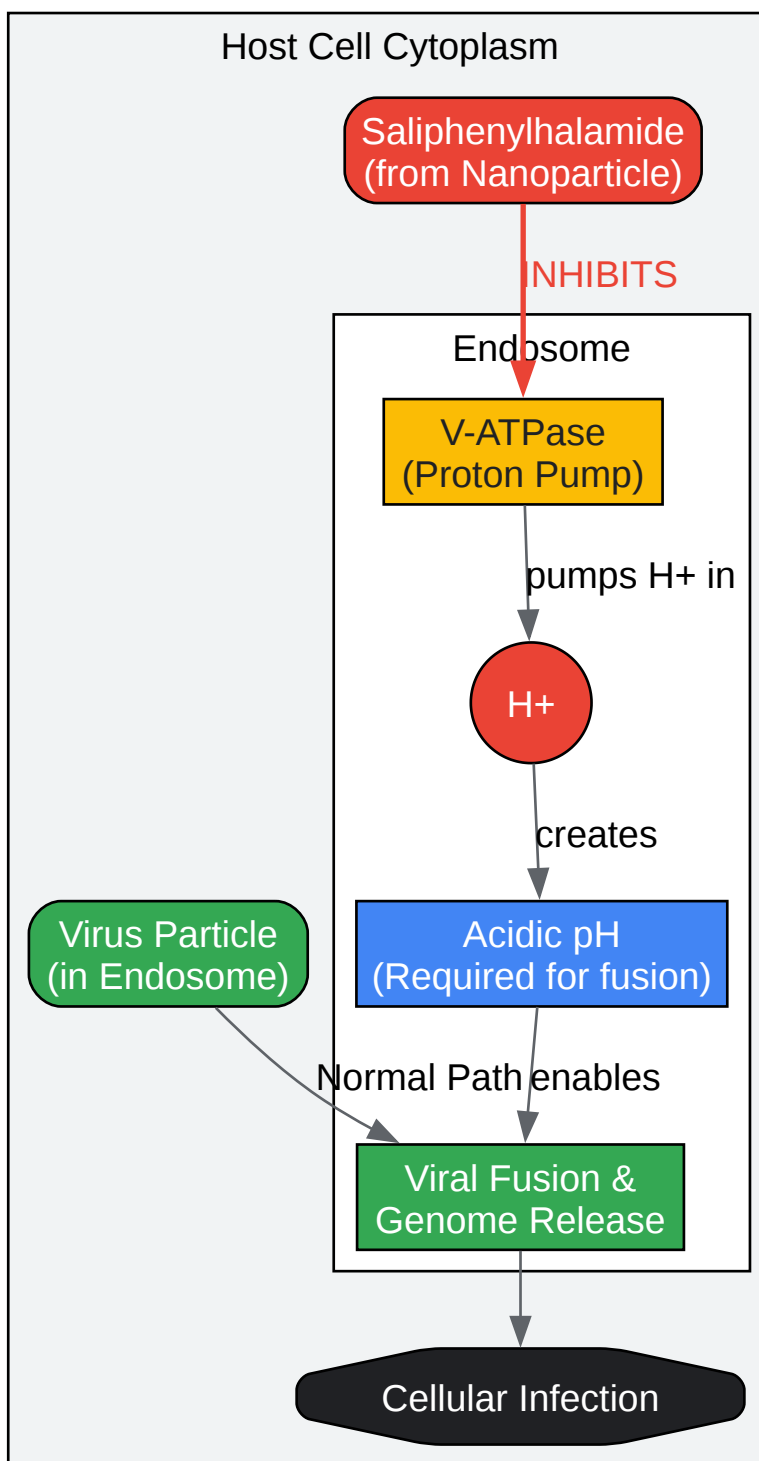 Host Cell Cytoplasm
Saliphenylhalamide
(from Nanoparticle)
INHIBITS
Endosome
V-ATPase
(Proton Pump)
pumps H+ in
H+
creates
Virus Particle
(in Endosome)
Acidic pH
(Required for fusion)
Normal Path
enables
Viral Fusion &
Genome Release
Cellular Infection